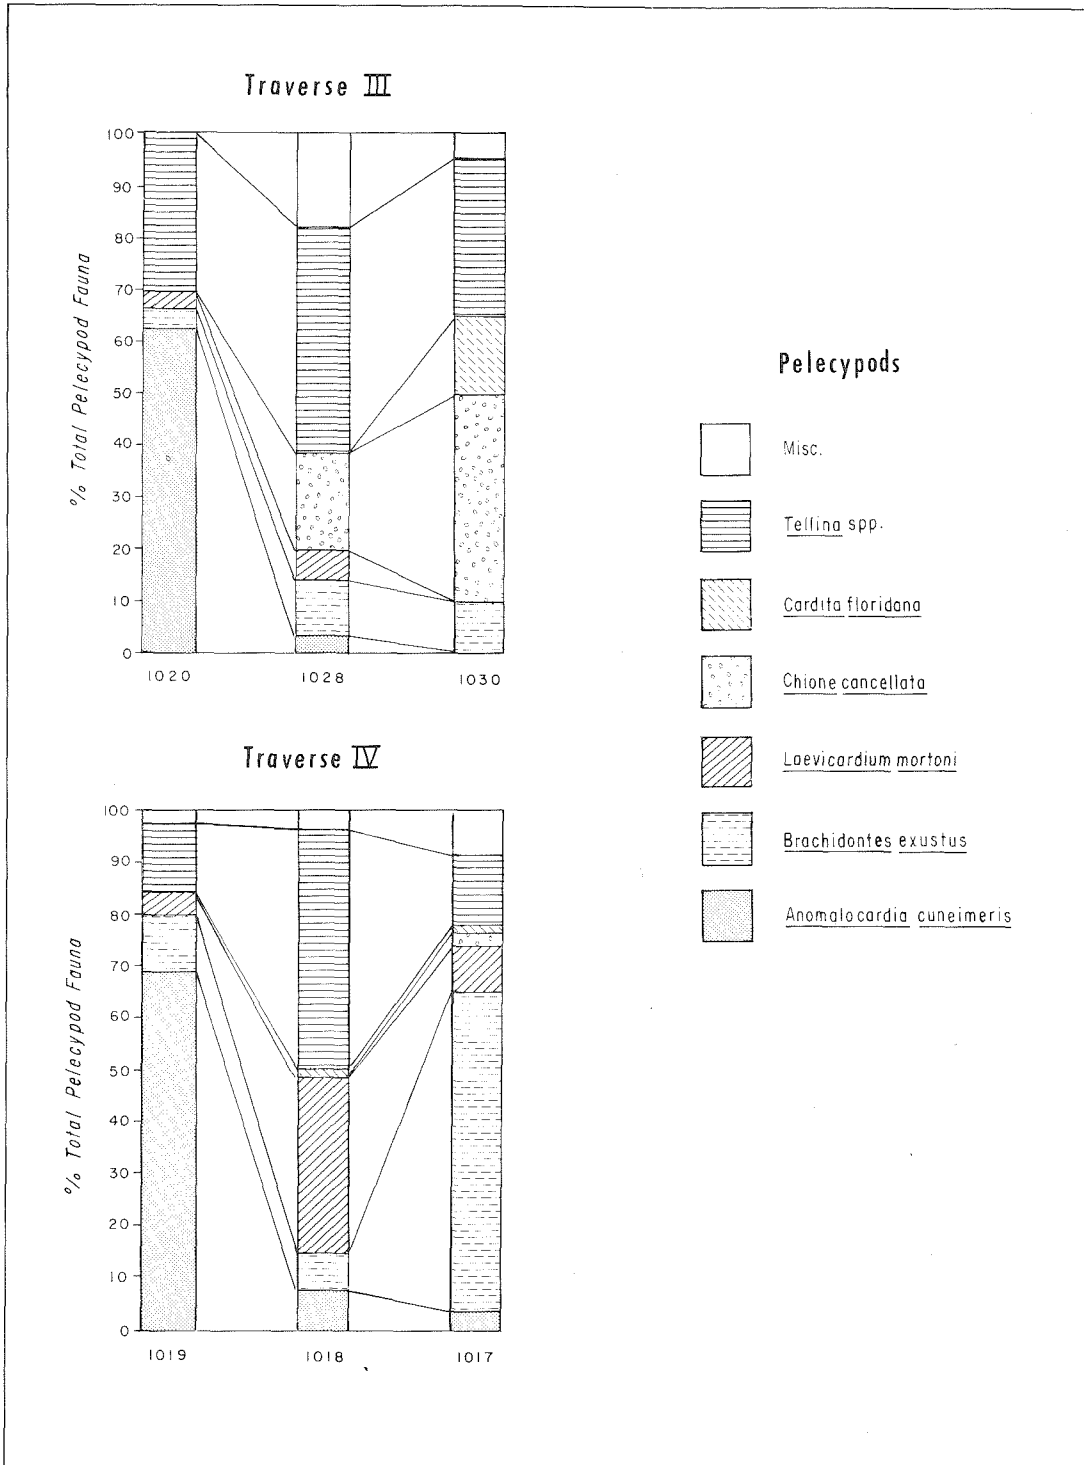 Traverse III
% Total Pelecypod Fauna
100
90
80
70
60
50
40
30
20
10
0
1020
1028
1030
Traverse IV
% Total Pelecypod Fauna
100
90
80
70
60
50
40
30
20
10
0
1019
1018
1017
Pelecypods
Misc.
Tellina spp.
Cardita floridana
Chione cancellata
Laevicardium mortoni
Brachidontes exustus
Anomalocardia cuneimeris